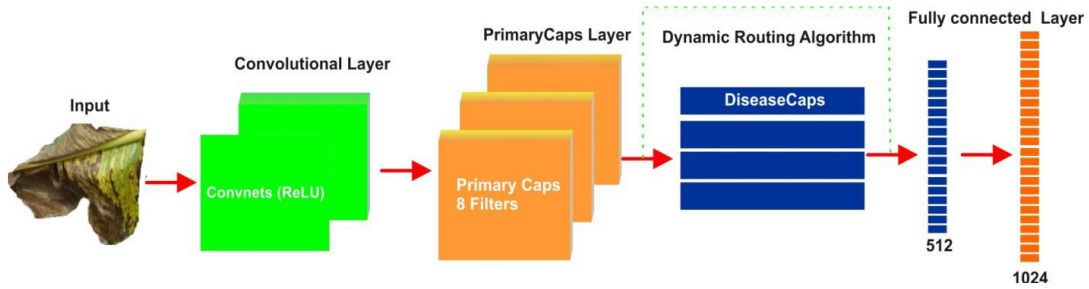 Input
Convolutional Layer
Convnets (ReLU)
PrimaryCaps Layer
Primary Caps
8 Filters
Dynamic Routing Algorithm
DiseaseCaps
Fully connected Layer
512
1024